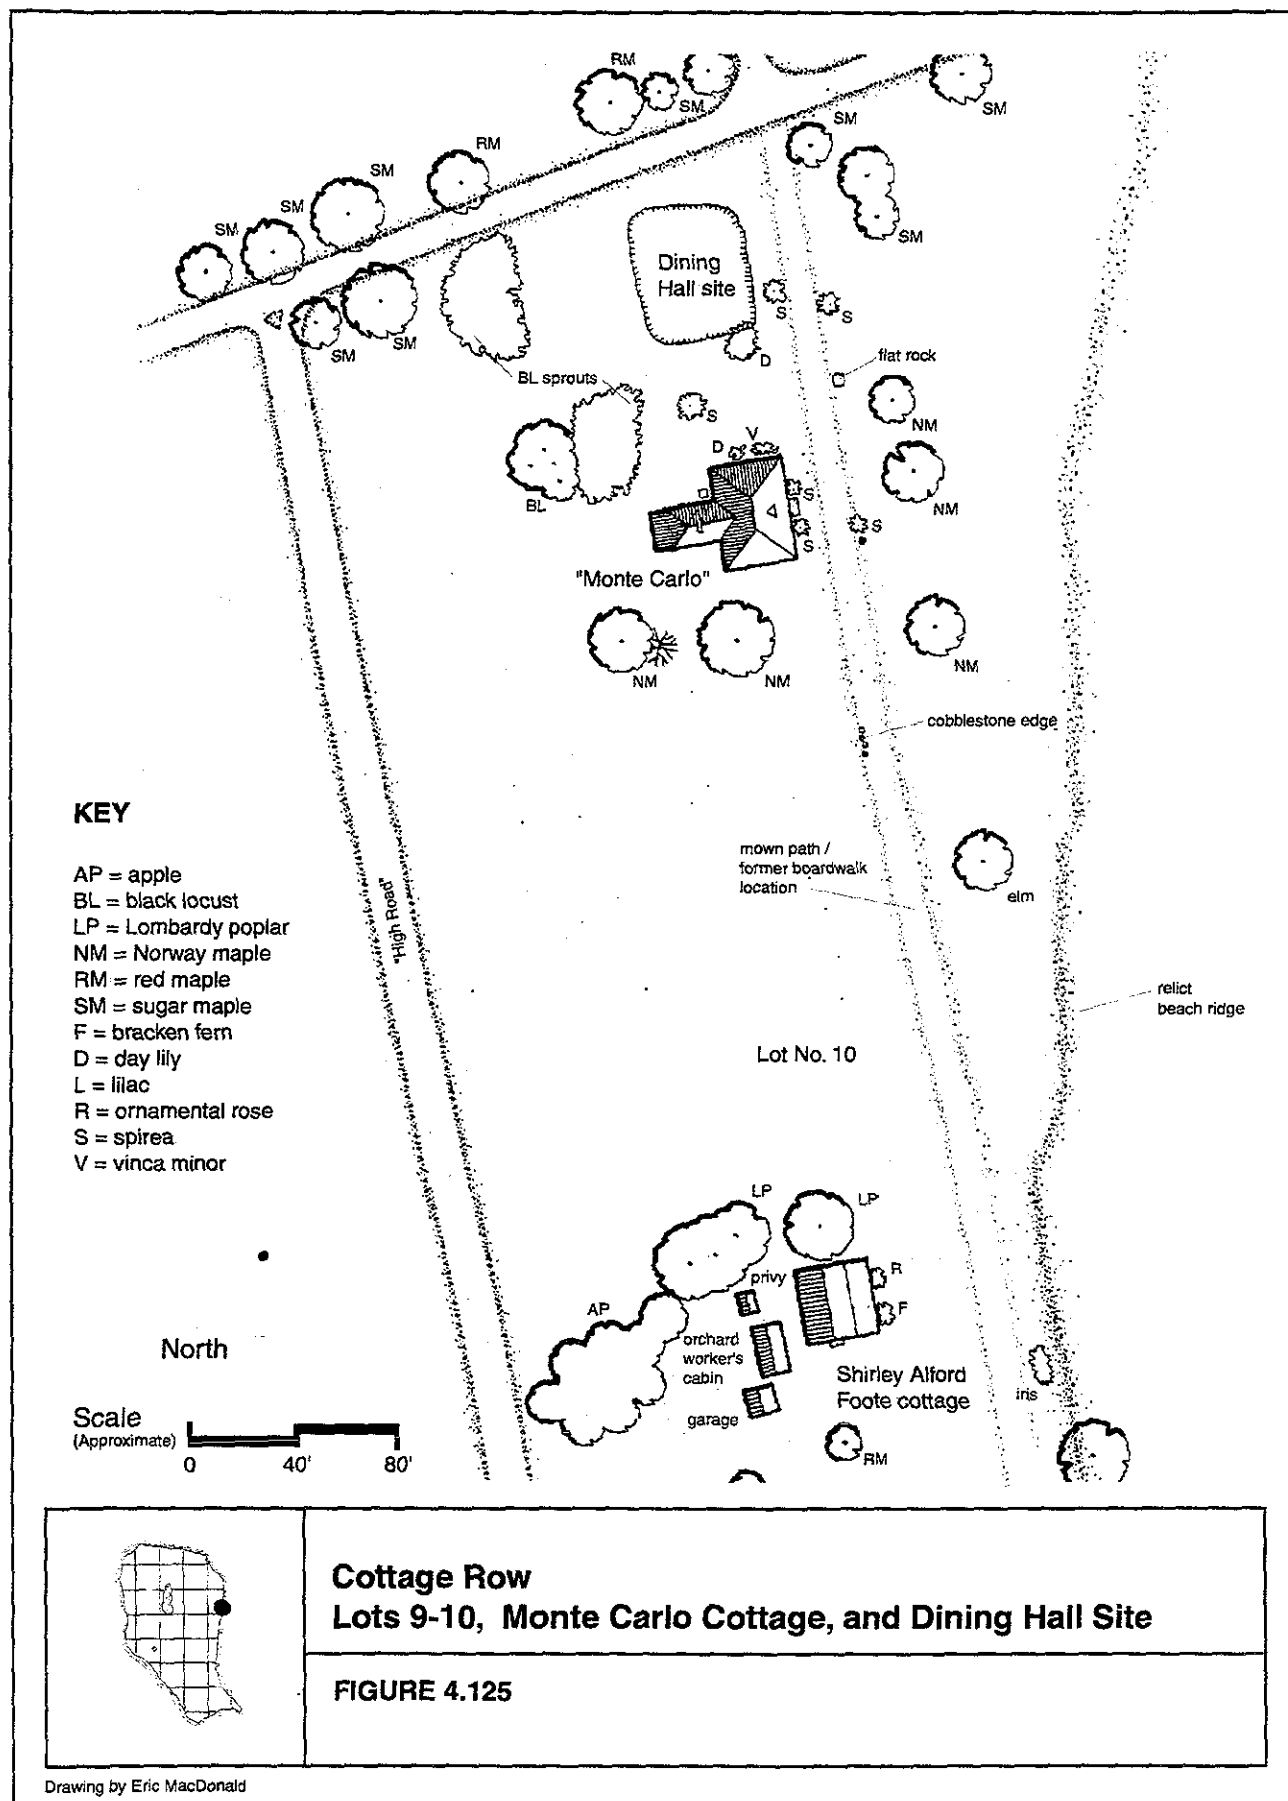 RM
SM
SM
SM
RM
SM
SM
SM
SM
SM
SM
Dining
Hall site
S
S
D
flat rock
BL sprouts
S
NM
D
V
BL
S
NM
S
S
"Monte Carlo"
NM
NM
NM
cobblestone edge
KEY
AP = apple
BL = black locust
LP = Lombardy poplar
NM = Norway maple
RM = red maple
SM = sugar maple
F = bracken fern
D = day lily
L = lilac
R = ornamental rose
S = spirea
V = vinca minor
"High Road"
mown path /
former boardwalk
location
elm
relict
beach ridge
Lot No. 10
LP
LP
privy
R
F
AP
orchard
worker's
cabin
garage
Shirley Alford
Foote cottage
iris
RM
North
Scale
(Approximate)
0 40' 80'
Cottage Row
Lots 9-10, Monte Carlo Cottage, and Dining Hall Site
FIGURE 4.125
Drawing by Eric MacDonald